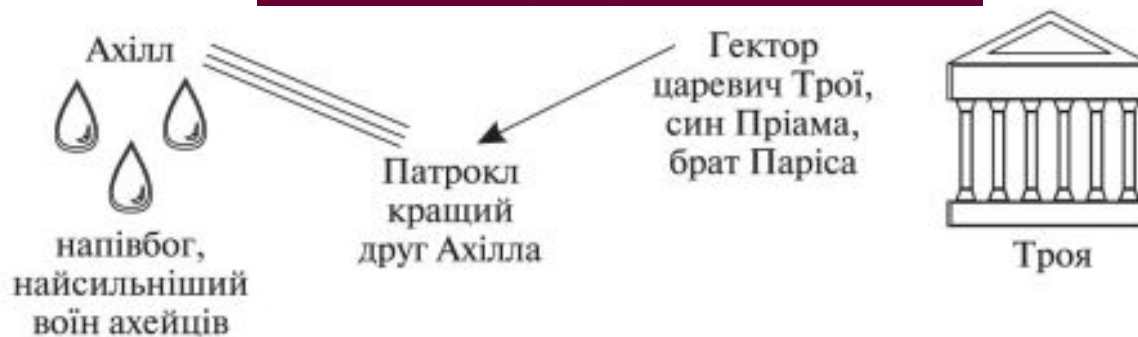 Ахілл
напівбог,
найсильніший
воїн ахейців
Патрокл
кращий
друг Ахілла
Гектор
царевич Трої,
син Пріама,
брат Паріса
Троя